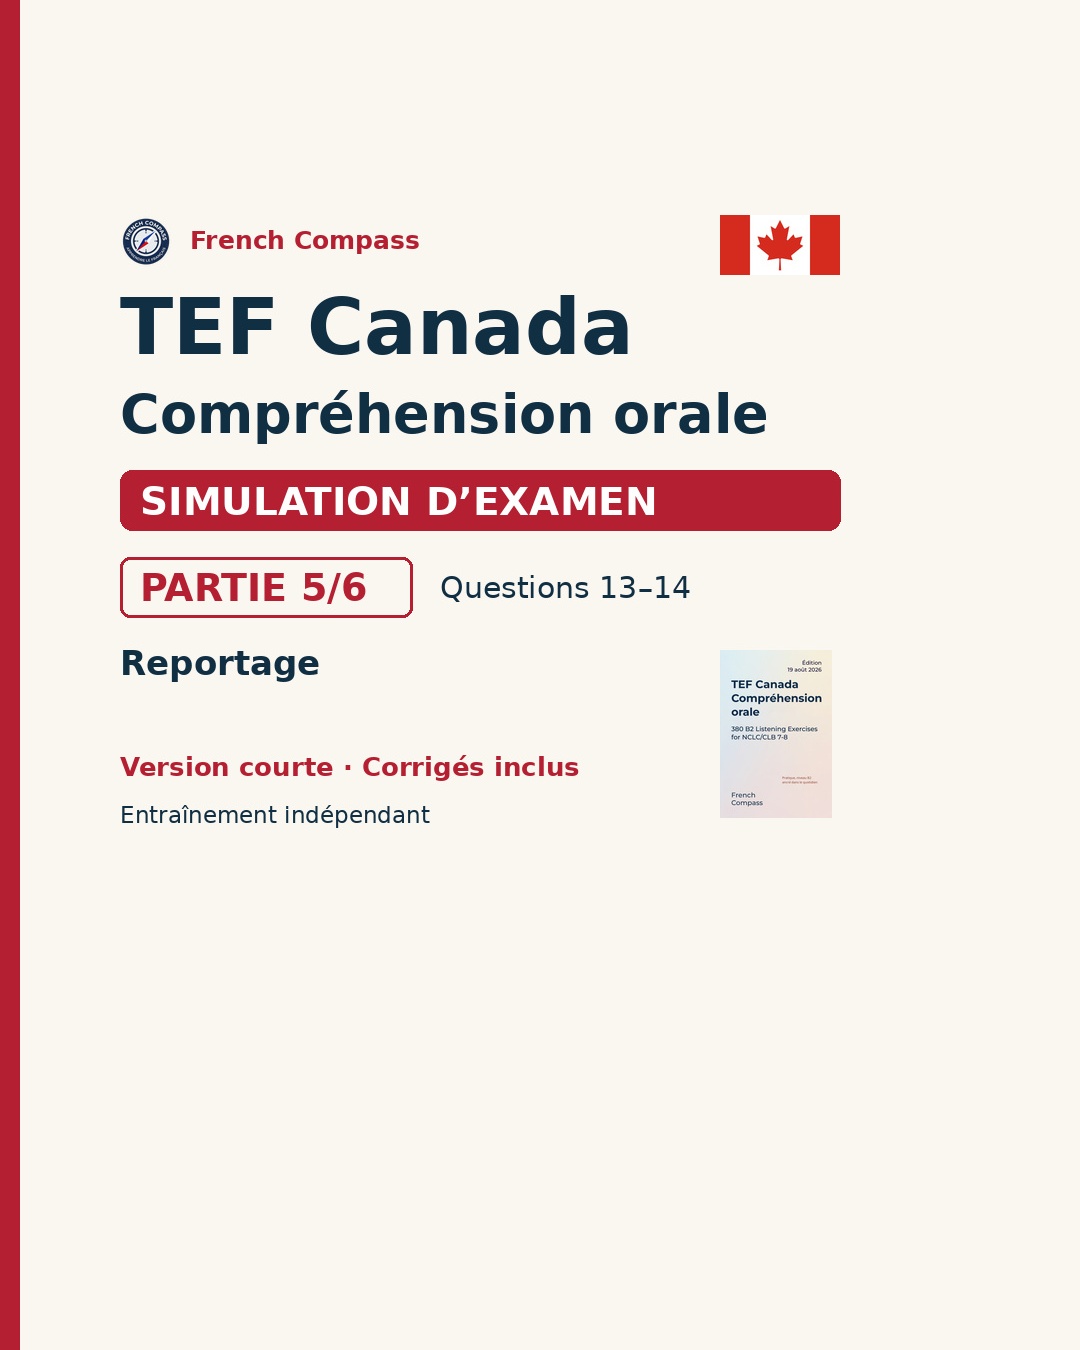 French Compass
TEF Canada
Compréhension orale
SIMULATION D’EXAMEN
PARTIE 5/6
Questions 13–14
Reportage
Édition
19 août 2026
TEF Canada
Compréhension
orale
380 B2 Listening Exercises
for NCLC/CLB 7-8
French
Compass
Version courte · Corrigés inclus
Entraînement indépendant